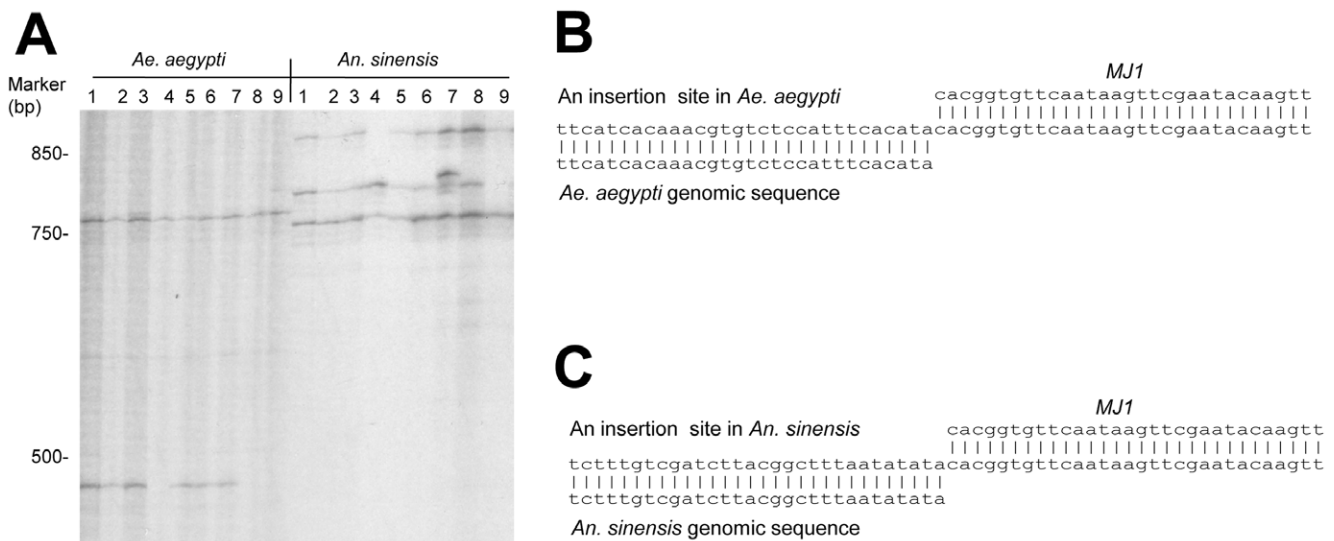 A
Ae. aegypti An. sinensis
Marker
(bp)
1 2 3 4 5 6 7 8 9 1 2 3 4 5 6 7 8 9
850-
750-
500-
B
MJ1
An insertion site in Ae. aegypti
cacggtgttcaataagttcgaatacaagtt
ttcatcacaaacgtgtctccatttcacatacacggtgttcaataagttcgaatacaagtt
ttcatcacaaacgtgtctccatttcacata
Ae. aegypti genomic sequence
C
MJ1
An insertion site in An. sinensis
cacggtgttcaataagttcgaatacaagtt
tctttgtcgatcttacggctttaatatatacacggtgttcaataagttcgaatacaagtt
tctttgtcgatcttacggctttaatatata
An. sinensis genomic sequence